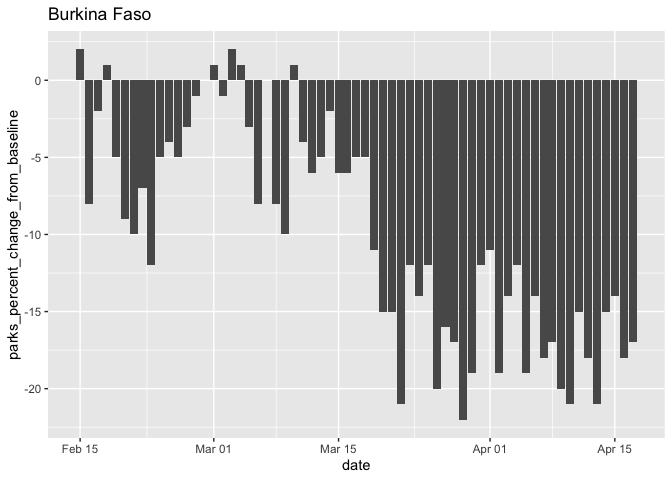 Burkina Faso
parks_percent_change_from_baseline
0
-5
-10
-15
-20
Feb 15
Mar 01
Mar 15
Apr 01
Apr 15
date